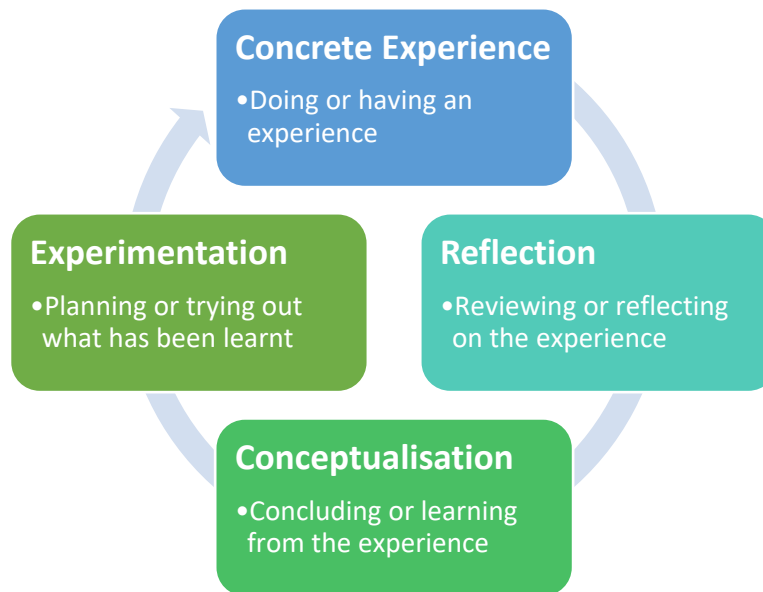 Concrete Experience
•Doing or having an
experience
Experimentation
•Planning or trying out
what has been learnt
Reflection
•Reviewing or reflecting
on the experience
Conceptualisation
•Concluding or learning
from the experience